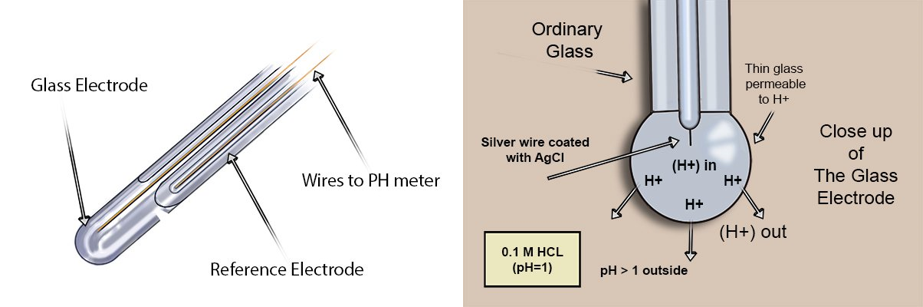 Glass Electrode
Wires to PH meter
Reference Electrode
Ordinary
Glass
Thin glass
permeable
to H+
Silver wire coated
with AgCl
(H+) in
H+
H+
H+
Close up
of
The Glass
Electrode
(H+) out
0.1 M HCL
(pH=1)
pH > 1 outside